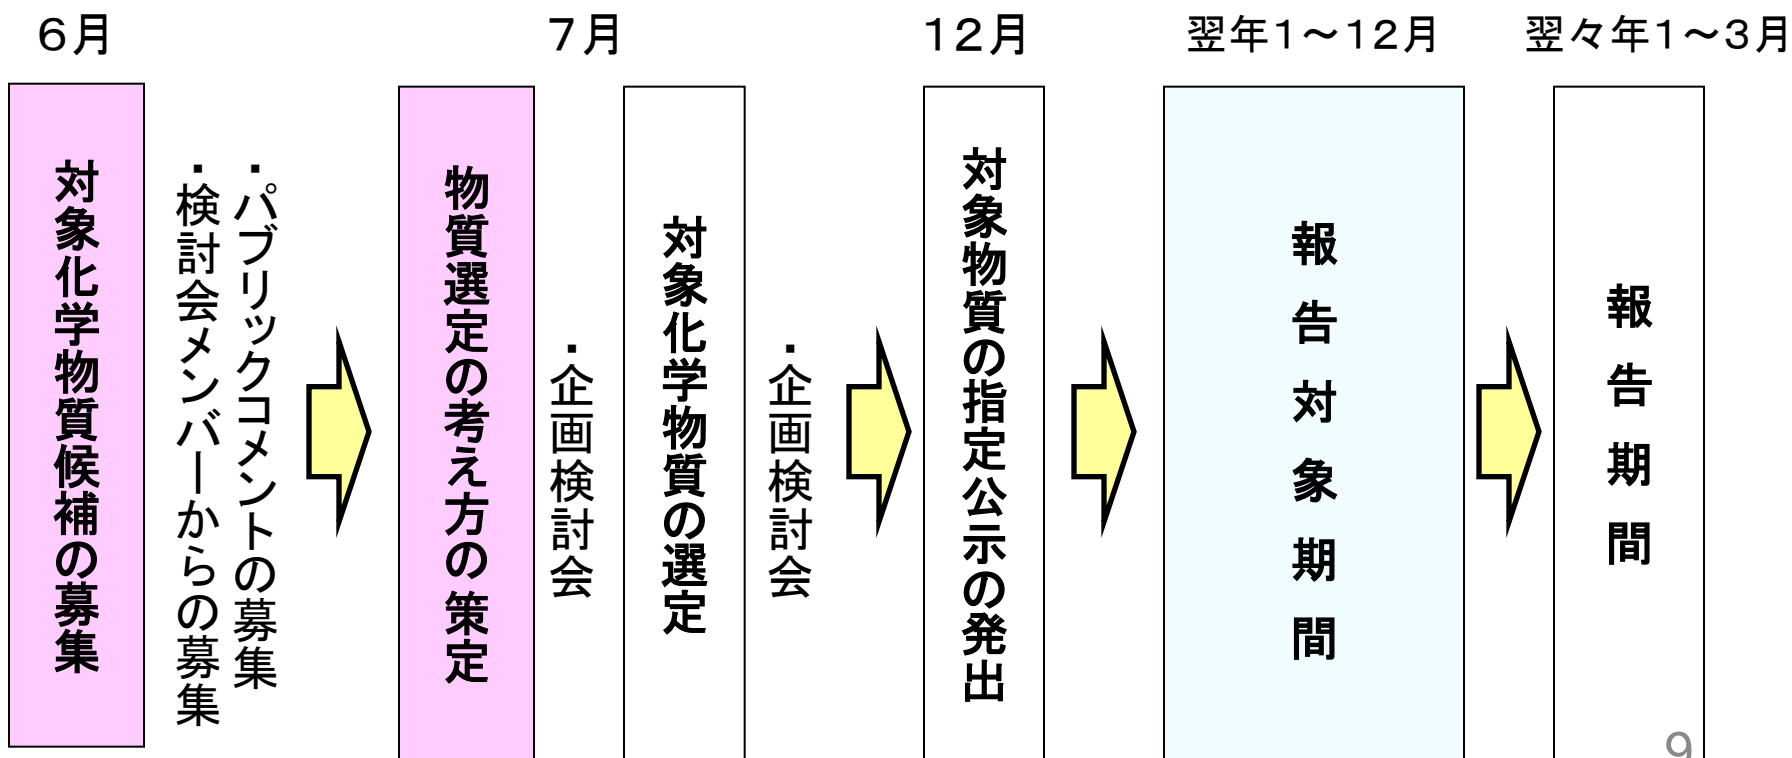 ６月
７月
１２月
翌年１～１２月
翌々年１～３月
対象化学物質候補の募集
・パブリックコメントの募集
・検討会メンバーからの募集
物質選定の考え方の策定
・企画検討会
対象化学物質の選定
・企画検討会
対象物質の指定公示の発出
報告対象期間
報告期間
9